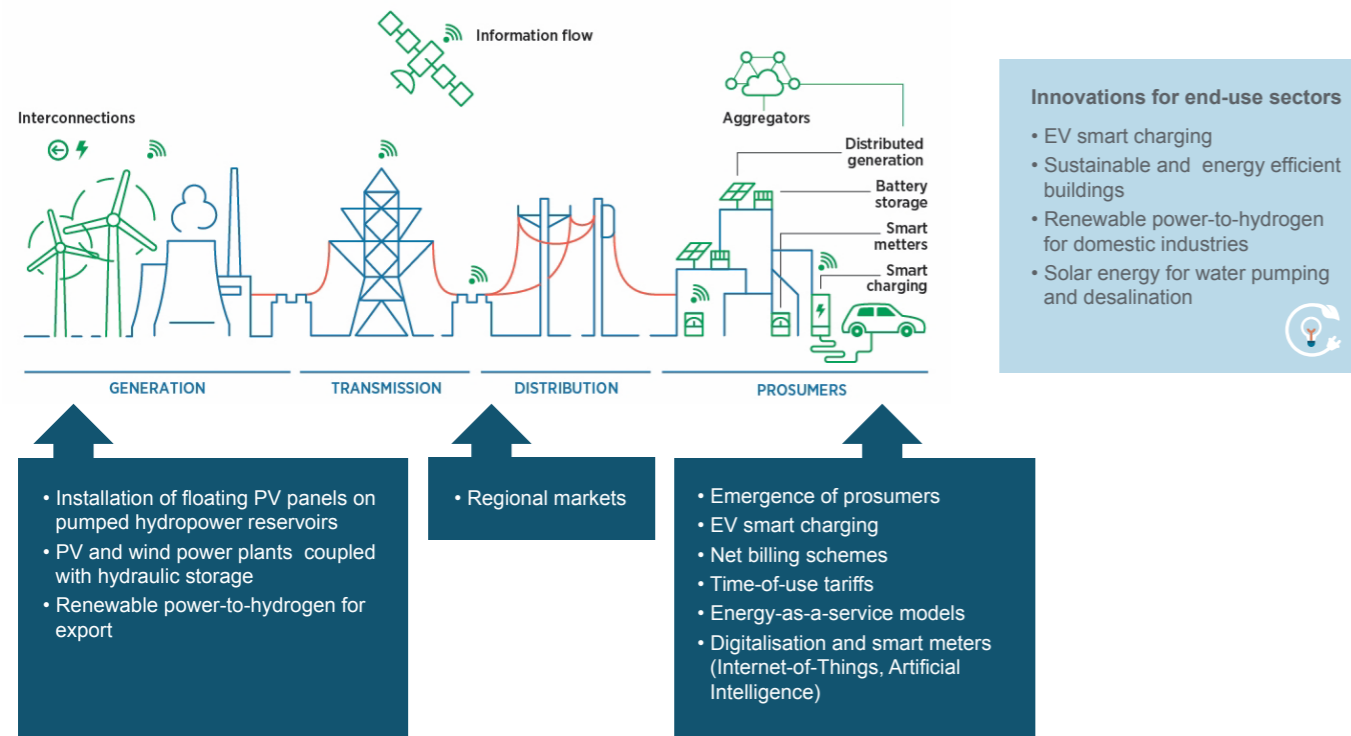 Information flow
Interconnections
Aggregators
Distributed
generation
Battery
storage
Smart
metters
Smart
charging
GENERATION
TRANSMISSION
DISTRIBUTION
PROSUMERS
Innovations for end-use sectors
• EV smart charging
• Sustainable and energy efficient
buildings
• Renewable power-to-hydrogen
for domestic industries
• Solar energy for water pumping
and desalination
• Installation of floating PV panels on
pumped hydropower reservoirs
• PV and wind power plants coupled
with hydraulic storage
• Renewable power-to-hydrogen for
export
• Regional markets
• Emergence of prosumers
• EV smart charging
• Net billing schemes
• Time-of-use tariffs
• Energy-as-a-service models
• Digitalisation and smart meters
(Internet-of-Things, Artificial
Intelligence)